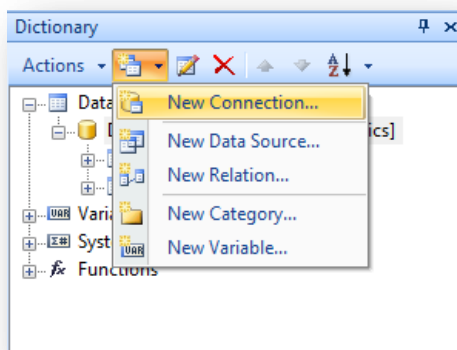 Dictionary
Actions
New Connection...
Data
ics]
New Data Source...
New Relation...
Vari
New Category...
Syst
New Variable...
Functions